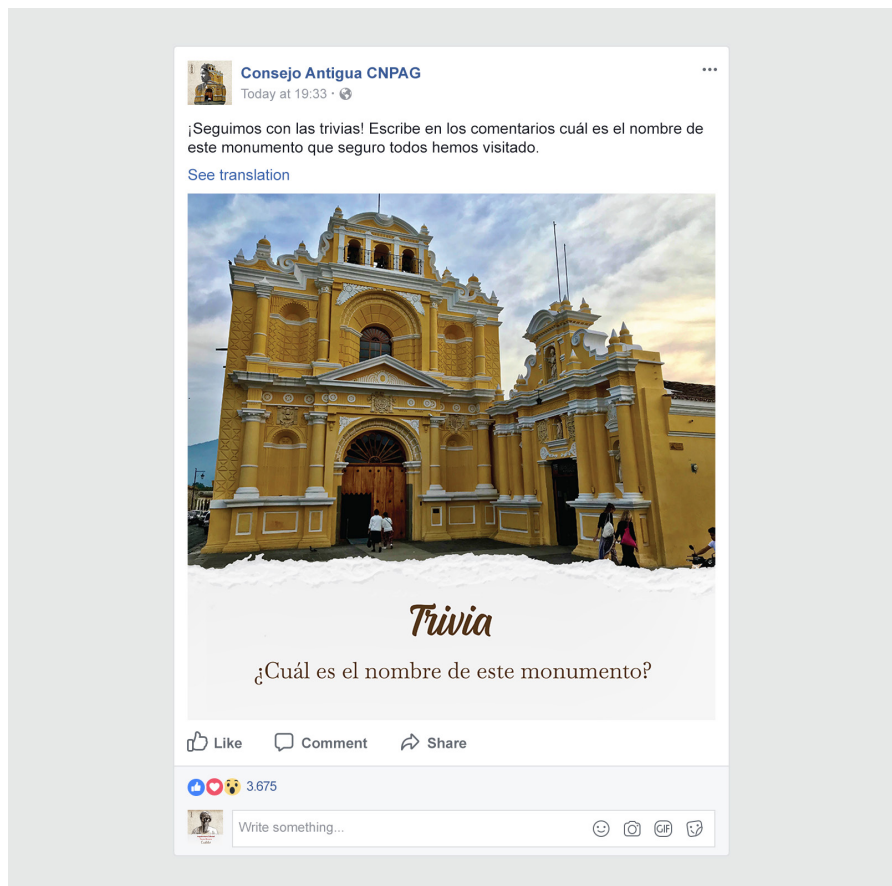 Consejo Antigua CNPAG
Today at 19:33 ·
¡Seguimos con las trivias! Escribe en los comentarios cuál es el nombre de
este monumento que seguro todos hemos visitado.
See translation
Trivia
¿Cuál es el nombre de este monumento?
Like Comment Share
3.675
Write something...
GIF